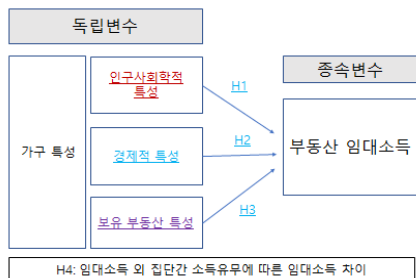 독립변수
종속변수
가구 특성
인구사회학적
특성
경제적 특성
보유 부동산 특성
H1
H2
H3
부동산 임대소득
H4: 임대소득 외 집단간 소득유무에 따른 임대소득 차이